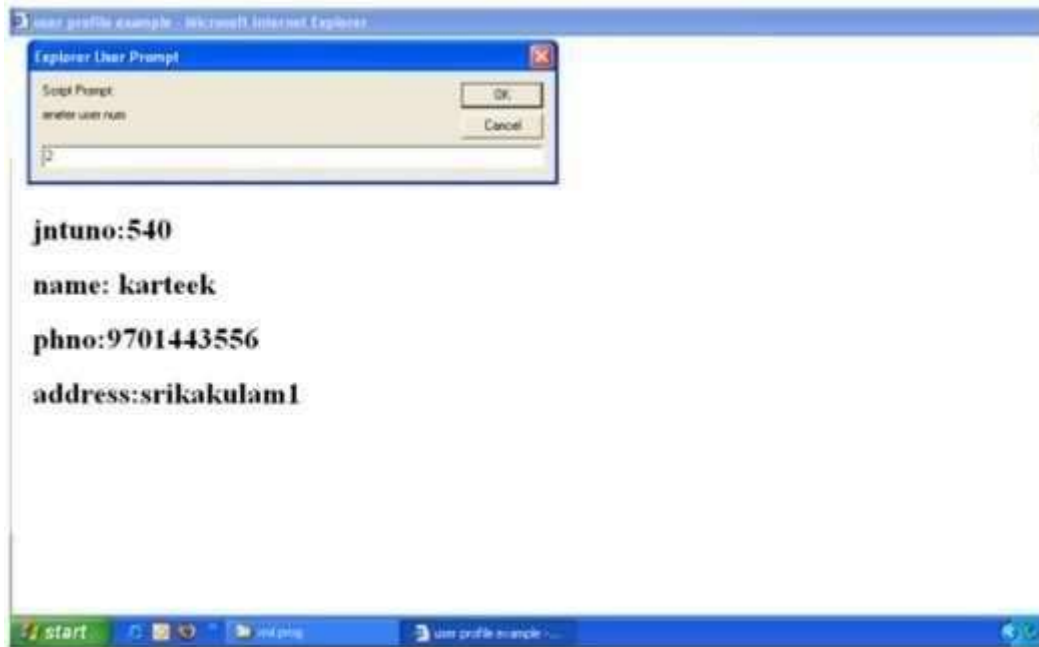 user profile example - Microsoft Internet Explorer
Explorer User Prompt
Script Prompt:
OK
eneter user num
Cancel
2
jntuno:540
name: karteek
phno:9701443556
address:srikakulam1
start
user profile example -...